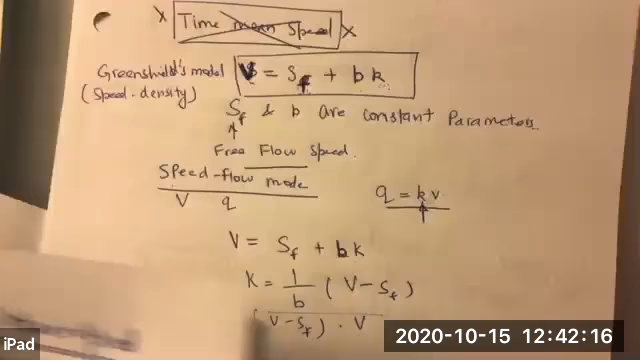 x Time mean Speed x
Greenshield's model V = Sf + bk
(Speed-density)
Sf & b are constant Parameters
Free Flow Speed.
Speed-flow mode
V q
q = kv
V = Sf + bk
K = 1/b (V-Sf)
V-Sf) . V
iPad
2020-10-15 12:42:16